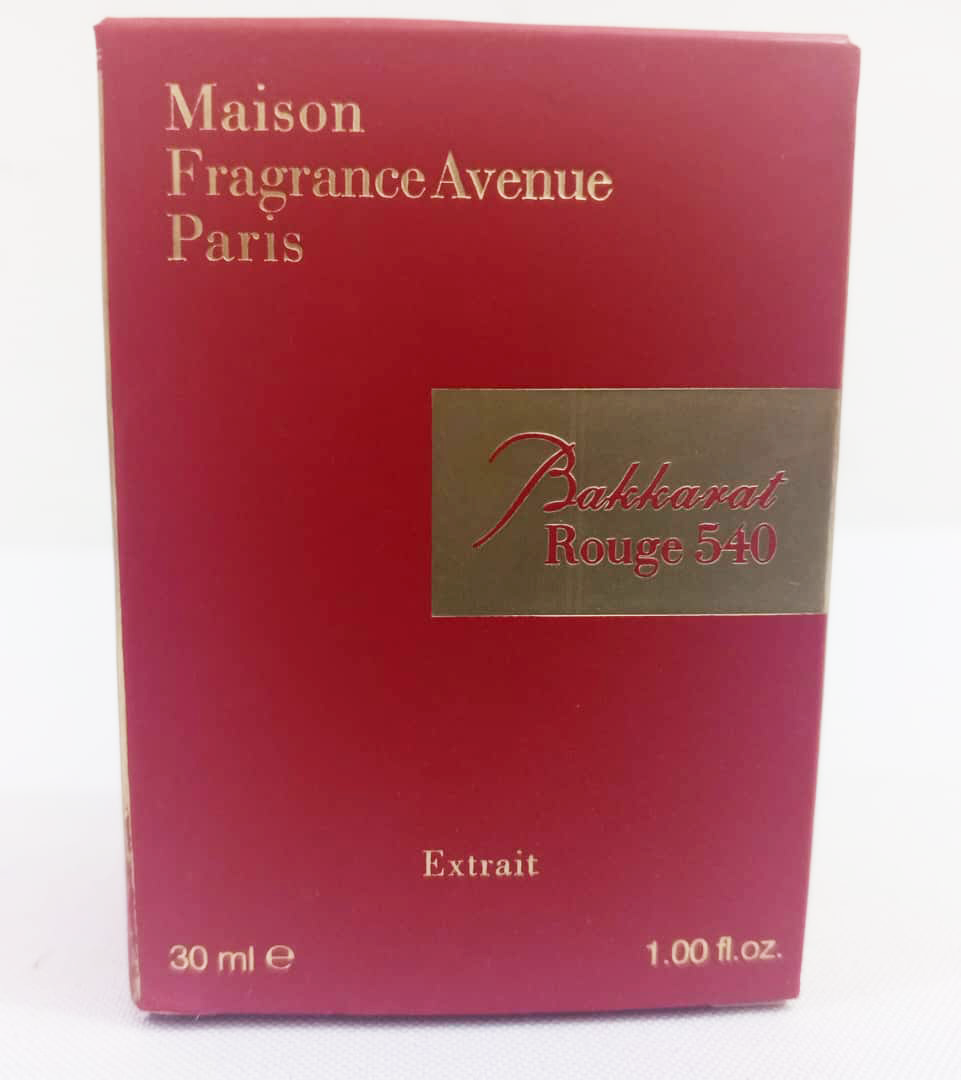 Maison
Fragrance Avenue
Paris
Bakkarat
Rouge 540
Extrait
30 ml ℮
1.00 fl.oz.